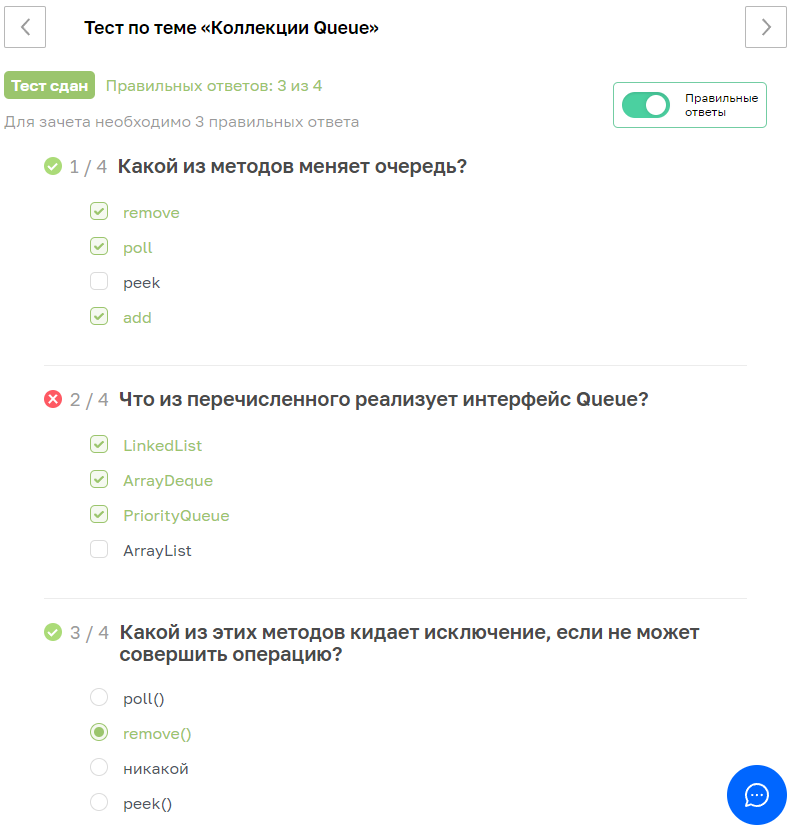 Тест по теме «Коллекции Queue»
Тест сдан Правильных ответов: 3 из 4
Правильные
ответы
Для зачета необходимо 3 правильных ответа
1 / 4 Какой из методов меняет очередь?
remove
poll
peek
add
2 / 4 Что из перечисленного реализует интерфейс Queue?
LinkedList
ArrayDeque
PriorityQueue
ArrayList
3 / 4 Какой из этих методов кидает исключение, если не может
совершить операцию?
poll()
remove()
никакой
peek()